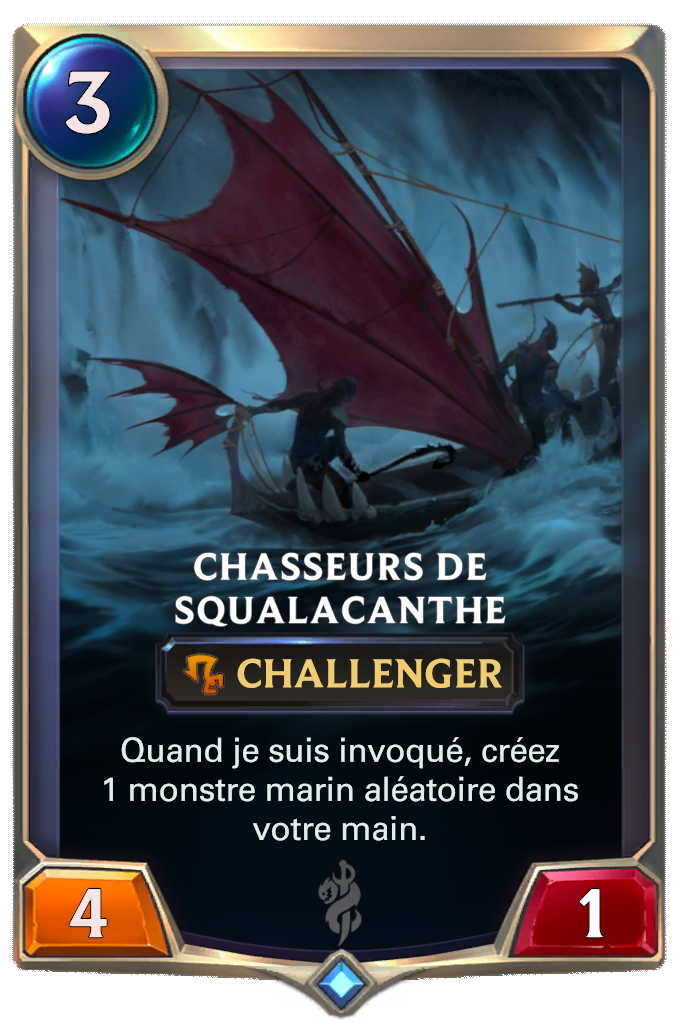 3
CHASSEURS DE
SQUALACANTHE
CHALLENGER
Quand je suis invoqué, créez
1 monstre marin aléatoire dans
votre main.
4
1